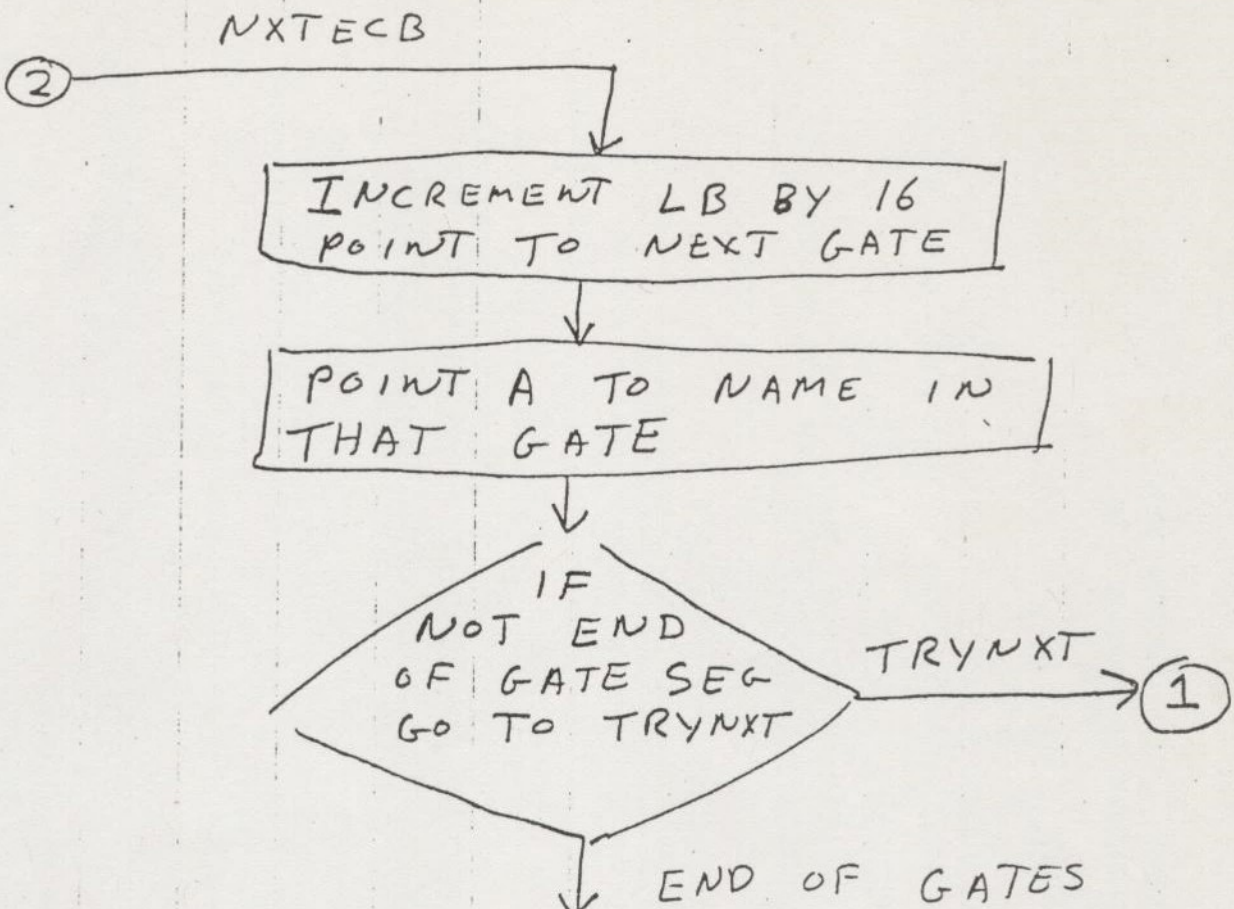 NXTECB
2
INCREMENT LB BY 16
POINT TO NEXT GATE
POINT A TO NAME IN
THAT GATE
IF
NOT END
OF GATE SEG
GO TO TRYNXT
TRYNXT
1
END OF GATES